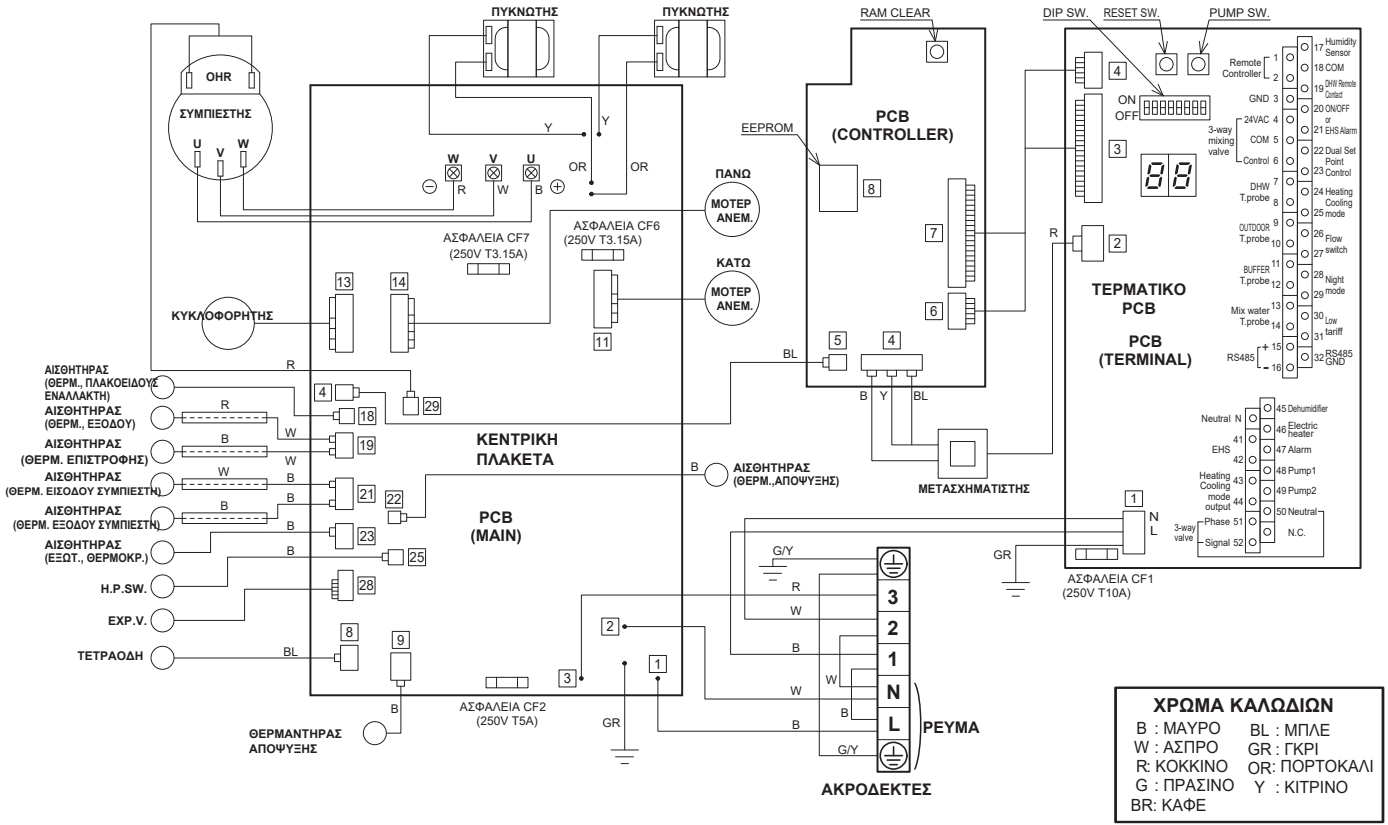 ΠΥΚΝΩΤΗΣ
ΠΥΚΝΩΤΗΣ
OHR
ΣΥΜΠΙΕΣΤΗΣ
U
V
W
Y
Y
OR
OR
W
V
U
R
W
B
ΑΣΦΑΛΕΙΑ CF7
(250V T3.15A)
ΑΣΦΑΛΕΙΑ CF6
(250V T3.15A)
ΠΑΝΩ
ΜΟΤΕΡ
ΑΝΕΜ.
ΚΑΤΩ
ΜΟΤΕΡ
ΑΝΕΜ.
13
14
11
ΚΥΚΛΟΦΟΡΗΤΗΣ
R
ΑΙΣΘΗΤΗΡΑΣ
(ΘΕΡΜ., ΠΛΑΚΟΕΙΔΟΥΣ
ΕΝΑΛΛΑΚΤΗ)
4
29
18
ΑΙΣΘΗΤΗΡΑΣ
(ΘΕΡΜ., ΕΞΟΔΟΥ)
R
W
19
ΑΙΣΘΗΤΗΡΑΣ
(ΘΕΡΜ. ΕΠΙΣΤΡΟΦΗΣ)
B
W
ΑΙΣΘΗΤΗΡΑΣ
(ΘΕΡΜ. ΕΙΣΟΔΟΥ ΣΥΜΠΙΕΣΤΗ)
W
B
21
22
ΑΙΣΘΗΤΗΡΑΣ
(ΘΕΡΜ. ΕΞΟΔΟΥ ΣΥΜΠΙΕΣΤΗ)
B
B
ΑΙΣΘΗΤΗΡΑΣ
(ΕΞΩΤ., ΘΕΡΜΟΚΡ.)
B
23
H.P.SW.
B
25
EXP.V.
28
ΤΕΤΡΑΟΔΗ
BL
8
9
B
ΘΕΡΜΑΝΤΗΡΑΣ
ΑΠΟΨΥΞΗΣ
ΚΕΝΤΡΙΚΗ
ΠΛΑΚΕΤΑ
PCB
(MAIN)
B
ΑΙΣΘΗΤΗΡΑΣ
(ΘΕΡΜ.,ΑΠΟΨΥΞΗΣ)
ΑΣΦΑΛΕΙΑ CF2
(250V T5A)
3
2
1
GR
G/Y
R
W
B
W
W
B
B
G/Y
3
2
1
N
L
ΡΕΥΜΑ
ΑΚΡΟΔΕΚΤΕΣ
RAM CLEAR
PCB
(CONTROLLER)
EEPROM
8
7
6
5
4
BL
B
Y
BL
ΜΕΤΑΣΧΗΜΑΤΙΣΤΗΣ
R
DIP SW.
RESET SW.
PUMP SW.
4
ON
OFF
3
88
2
ΤΕΡΜΑΤΙΚΟ
PCB
PCB
(TERMINAL)
1
N
L
GR
ΑΣΦΑΛΕΙΑ CF1
(250V T10A)
Remote
Controller
1
2
GND 3
24VAC 4
3-way
mixing
valve
COM 5
Control 6
DHW
T.probe
7
8
OUTDOOR
T.probe
9
10
BUFFER
T.probe
11
12
Mix water
T.probe
13
14
RS485
+ 15
- 16
17 Humidity
Sensor
18 COM
19 DHW Remote
Contact
20 ON/OFF
or
21 EHS Alarm
22 Dual Set
Point
23 Control
24 Heating
Cooling
25 mode
26 Flow
27 switch
28 Night
29 mode
30 Low
31 tariff
32 RS485
GND
Neutral N
EHS
41
42
Heating
Cooling
mode
output
43
44
3-way
valve
Phase 51
Signal 52
45 Dehumidifier
46 Electric
heater
47 Alarm
48 Pump1
49 Pump2
50 Neutral
N.C.
ΧΡΩΜΑ ΚΑΛΩΔΙΩΝ
B : ΜΑΥΡΟ BL : ΜΠΛΕ
W : ΑΣΠΡΟ GR : ΓΚΡΙ
R: ΚΟΚΚΙΝΟ OR: ΠΟΡΤΟΚΑΛΙ
G : ΠΡΑΣΙΝΟ Y : ΚΙΤΡΙΝΟ
BR: ΚΑΦΕ